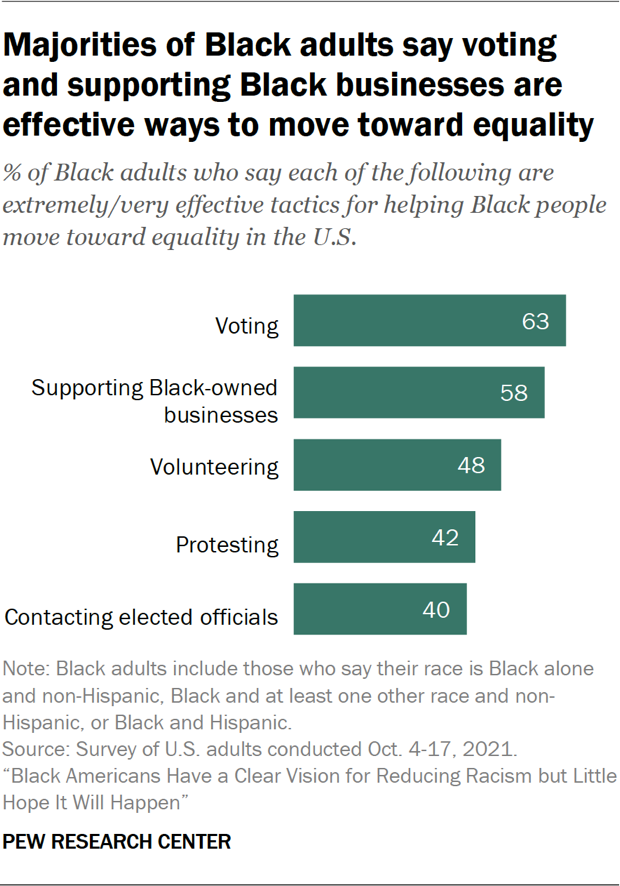 Majorities of Black adults say voting
and supporting Black businesses are
effective ways to move toward equality
% of Black adults who say each of the following are
extremely/very effective tactics for helping Black people
move toward equality in the U.S.
Voting 63
Supporting Black-owned
businesses 58
Volunteering 48
Protesting 42
Contacting elected officials 40
Note: Black adults include those who say their race is Black alone
and non-Hispanic, Black and at least one other race and non-
Hispanic, or Black and Hispanic.
Source: Survey of U.S. adults conducted Oct. 4-17, 2021.
“Black Americans Have a Clear Vision for Reducing Racism but Little
Hope It Will Happen”
PEW RESEARCH CENTER